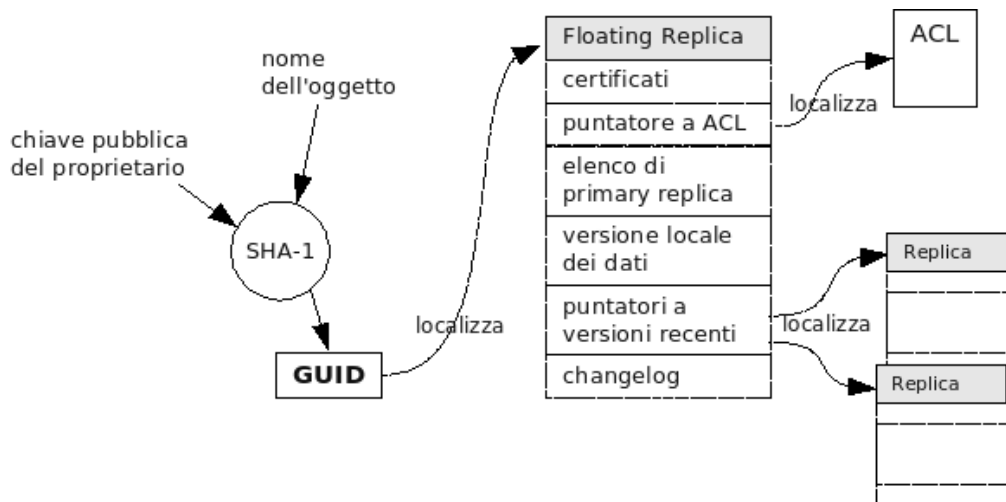 nome
dell'oggetto
chiave pubblica
del proprietario
SHA-1
GUID
localizza
Floating Replica
certificati
puntatore a ACL
elenco di
primary replica
versione locale
dei dati
puntatori a
versioni recenti
changelog
localizza
ACL
localizza
Replica
Replica